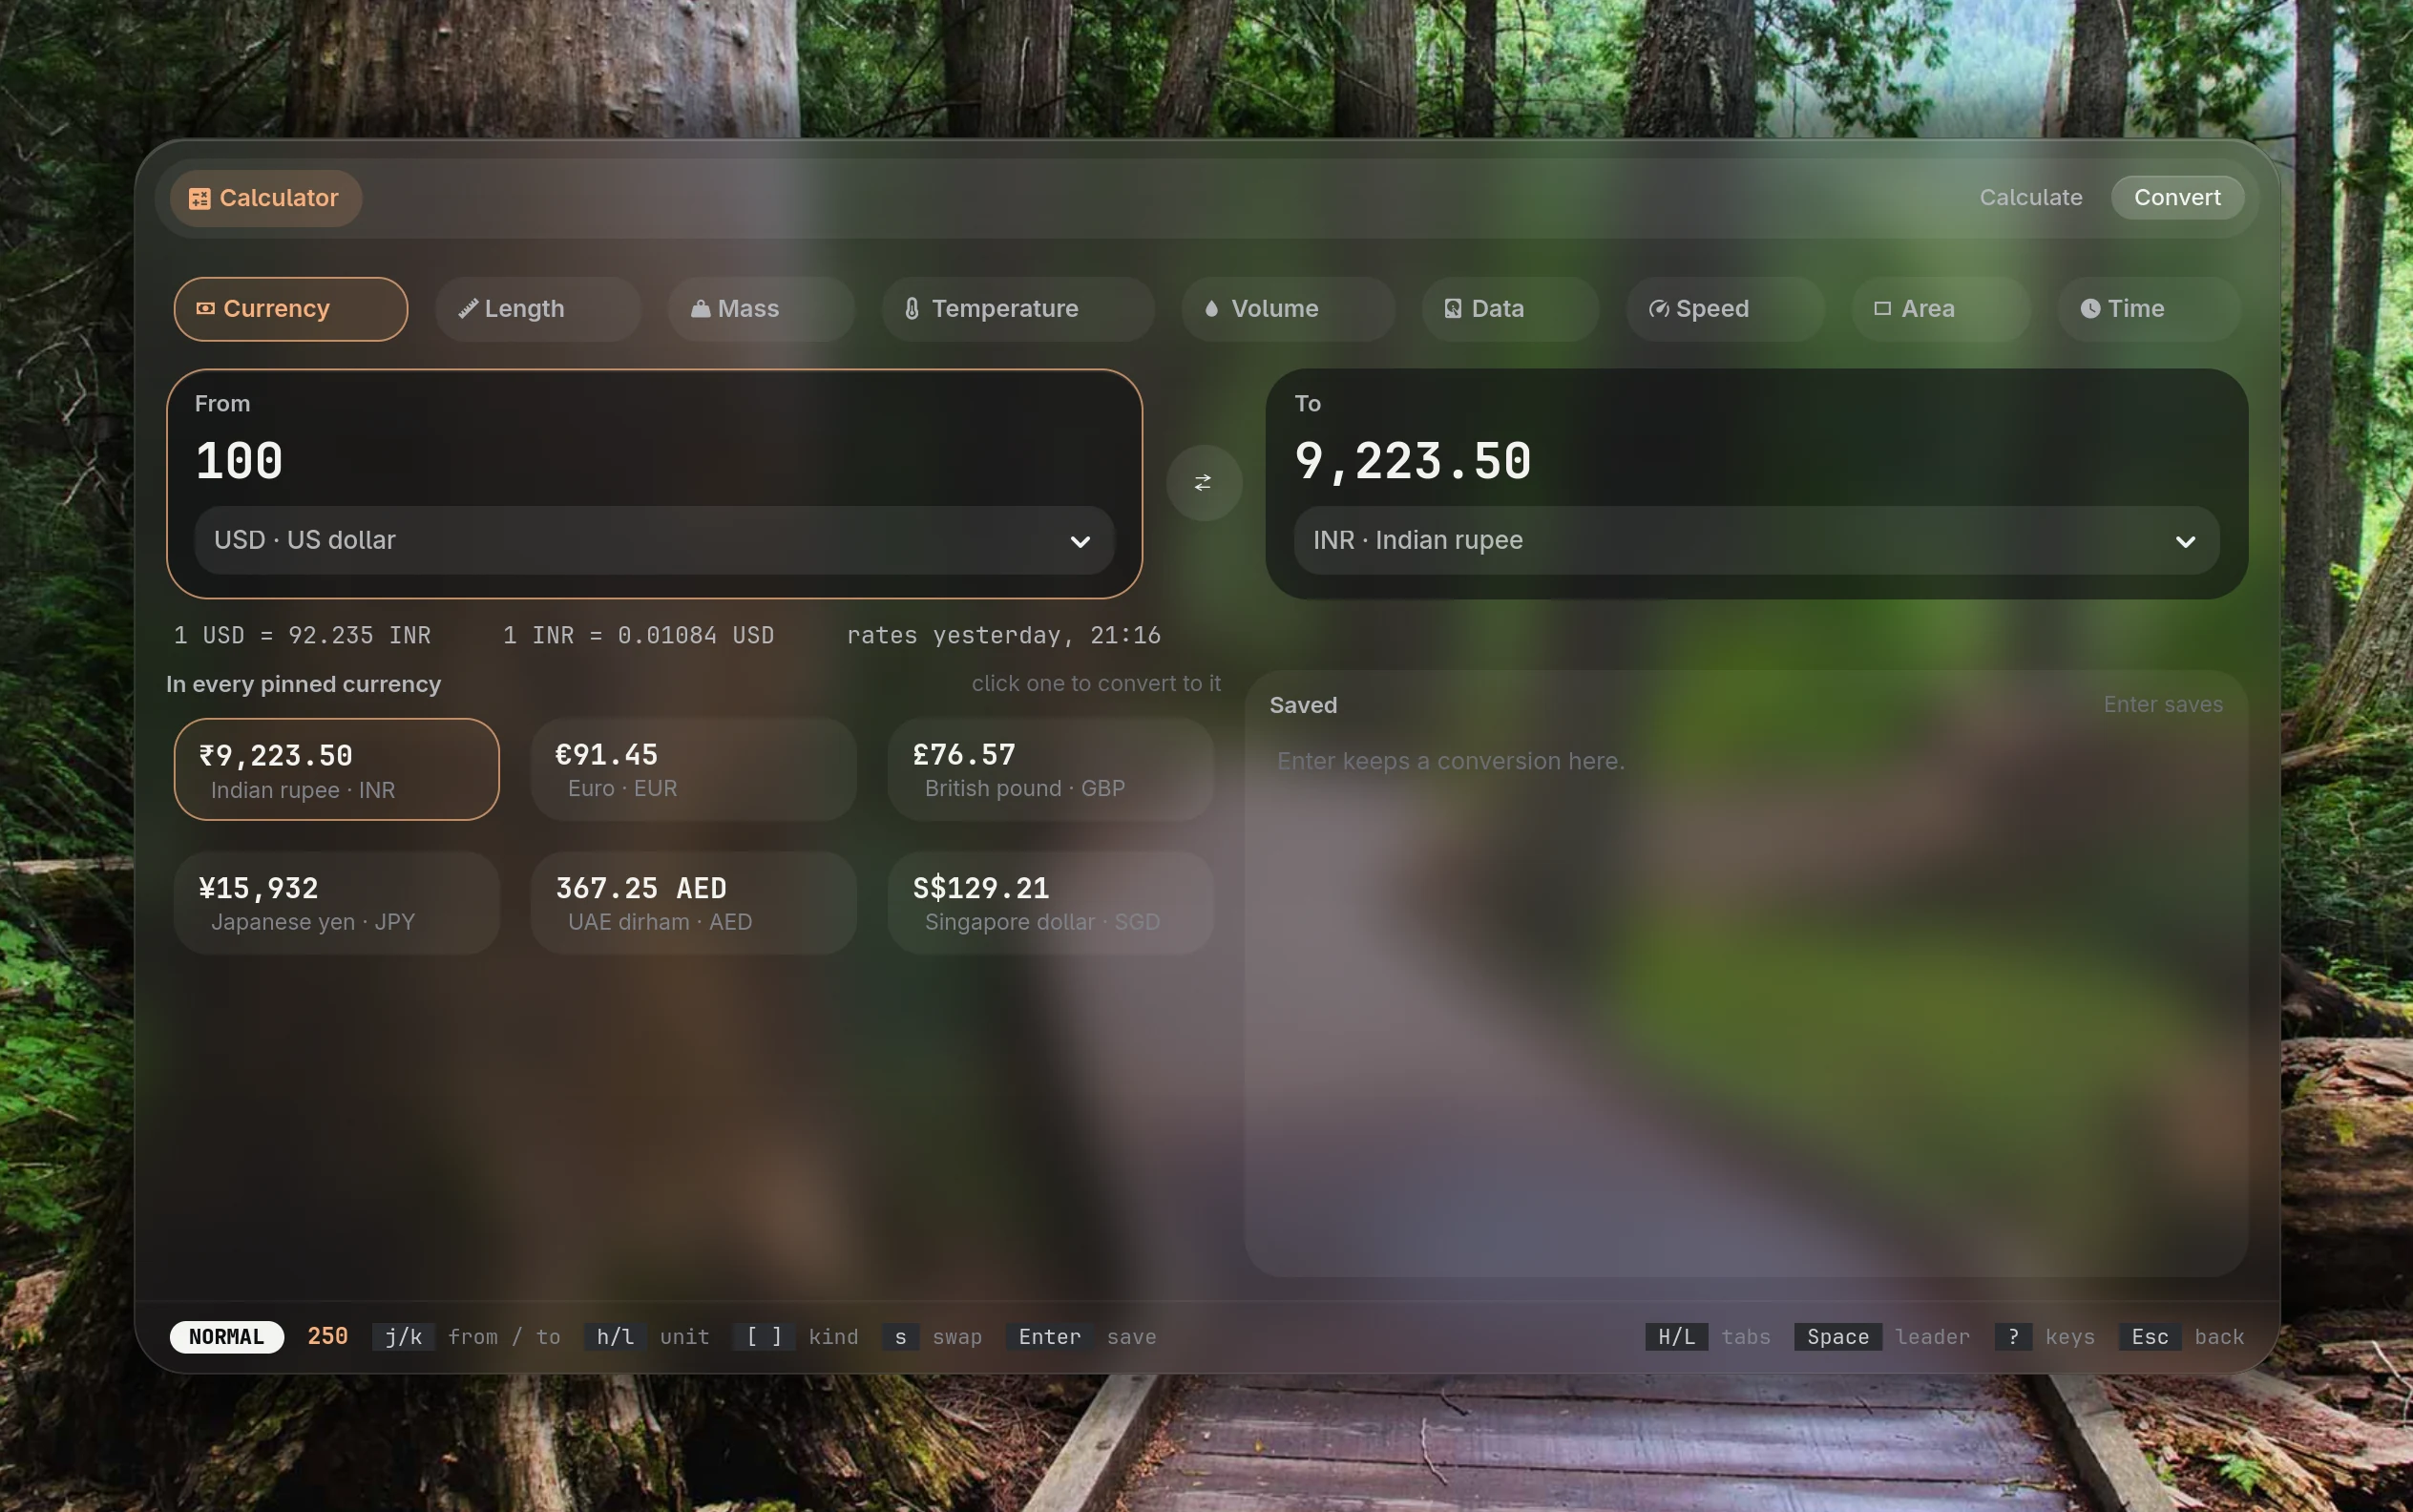 Calculator
Calculate Convert
Currency Length Mass Temperature Volume Data Speed Area Time
From
100
USD · US dollar
To
9,223.50
INR · Indian rupee
1 USD = 92.235 INR 1 INR = 0.01084 USD rates yesterday, 21:16
In every pinned currency click one to convert to it
₹9,223.50
Indian rupee · INR
€91.45
Euro · EUR
£76.57
British pound · GBP
¥15,932
Japanese yen · JPY
367.25 AED
UAE dirham · AED
S$129.21
Singapore dollar · SGD
Saved Enter saves
Enter keeps a conversion here.
NORMAL 250 j/k from / to h/l unit [ ] kind s swap Enter save H/L tabs Space leader ? keys Esc back